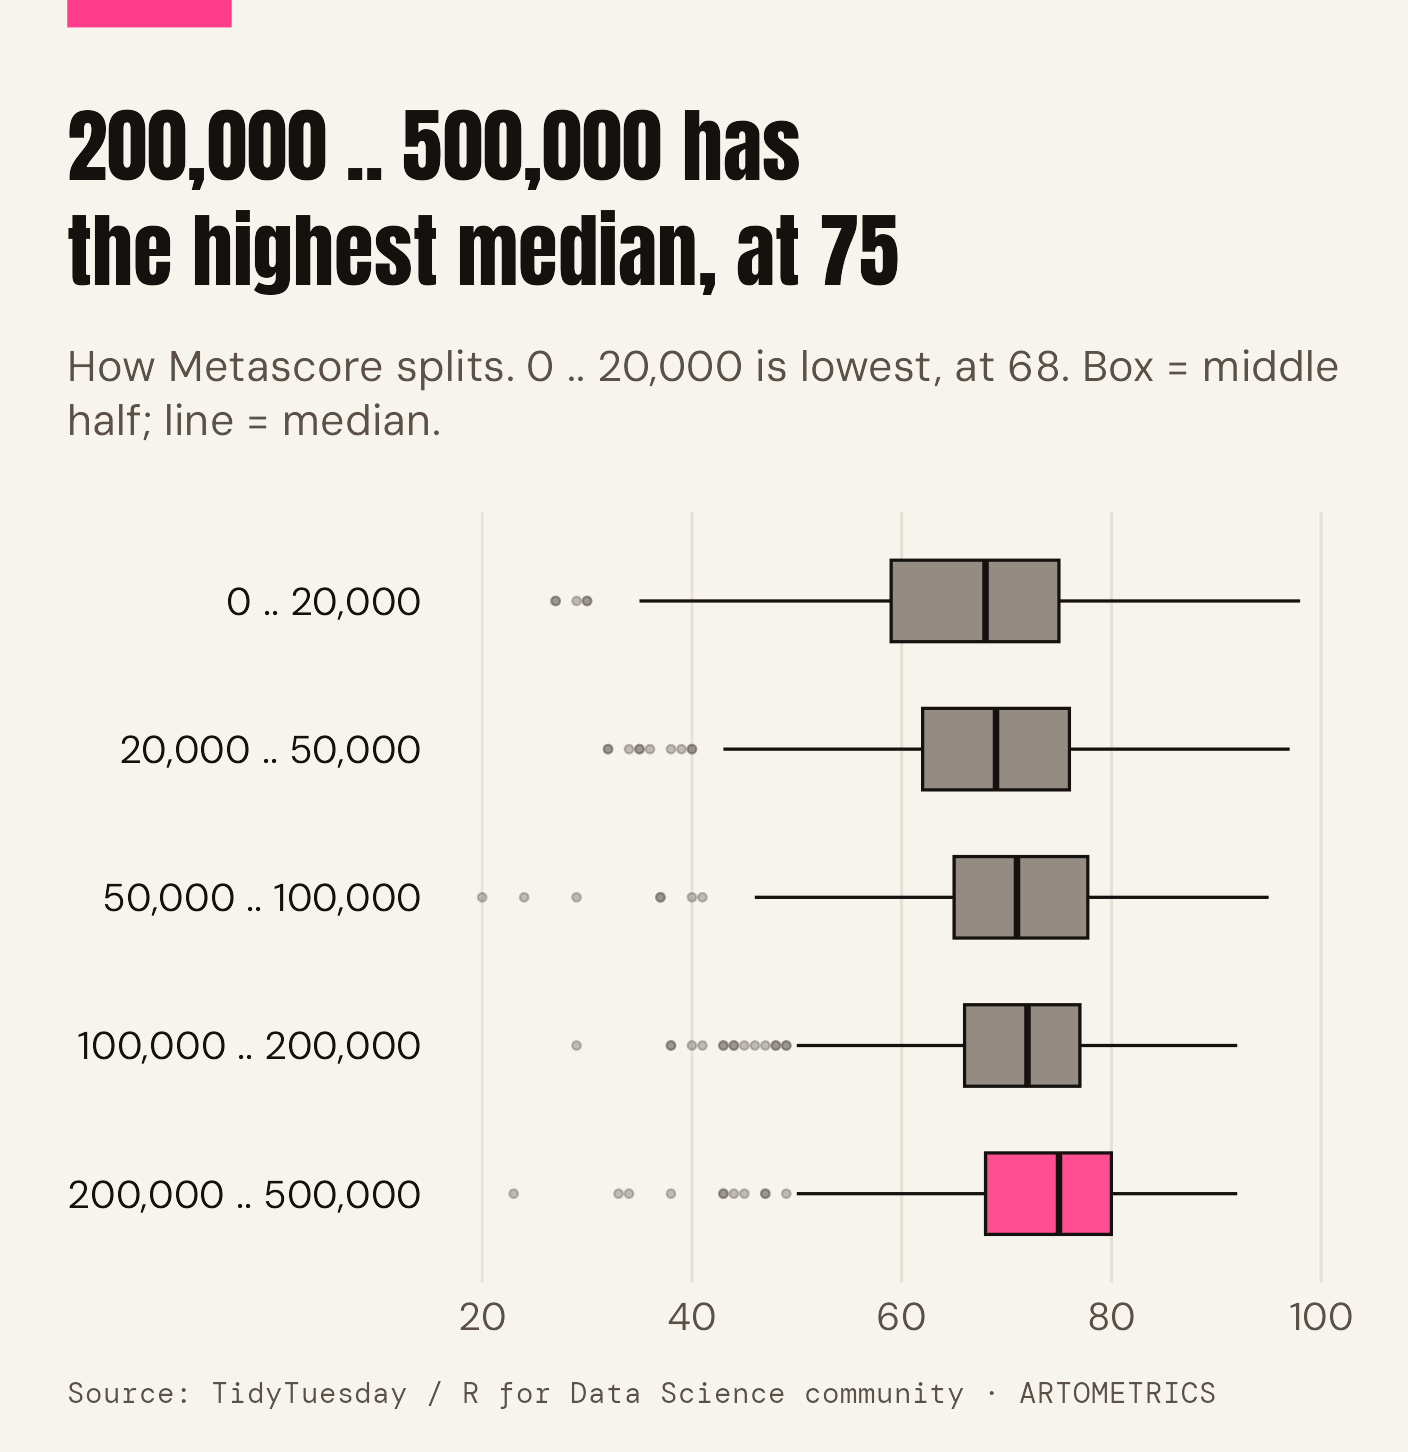 200,000 .. 500,000 has
the highest median, at 75
How Metascore splits. 0 .. 20,000 is lowest, at 68. Box = middle
half; line = median.
0 .. 20,000
20,000 .. 50,000
50,000 .. 100,000
100,000 .. 200,000
200,000 .. 500,000
20 40 60 80 100
Source: TidyTuesday / R for Data Science community · ARTOMETRICS